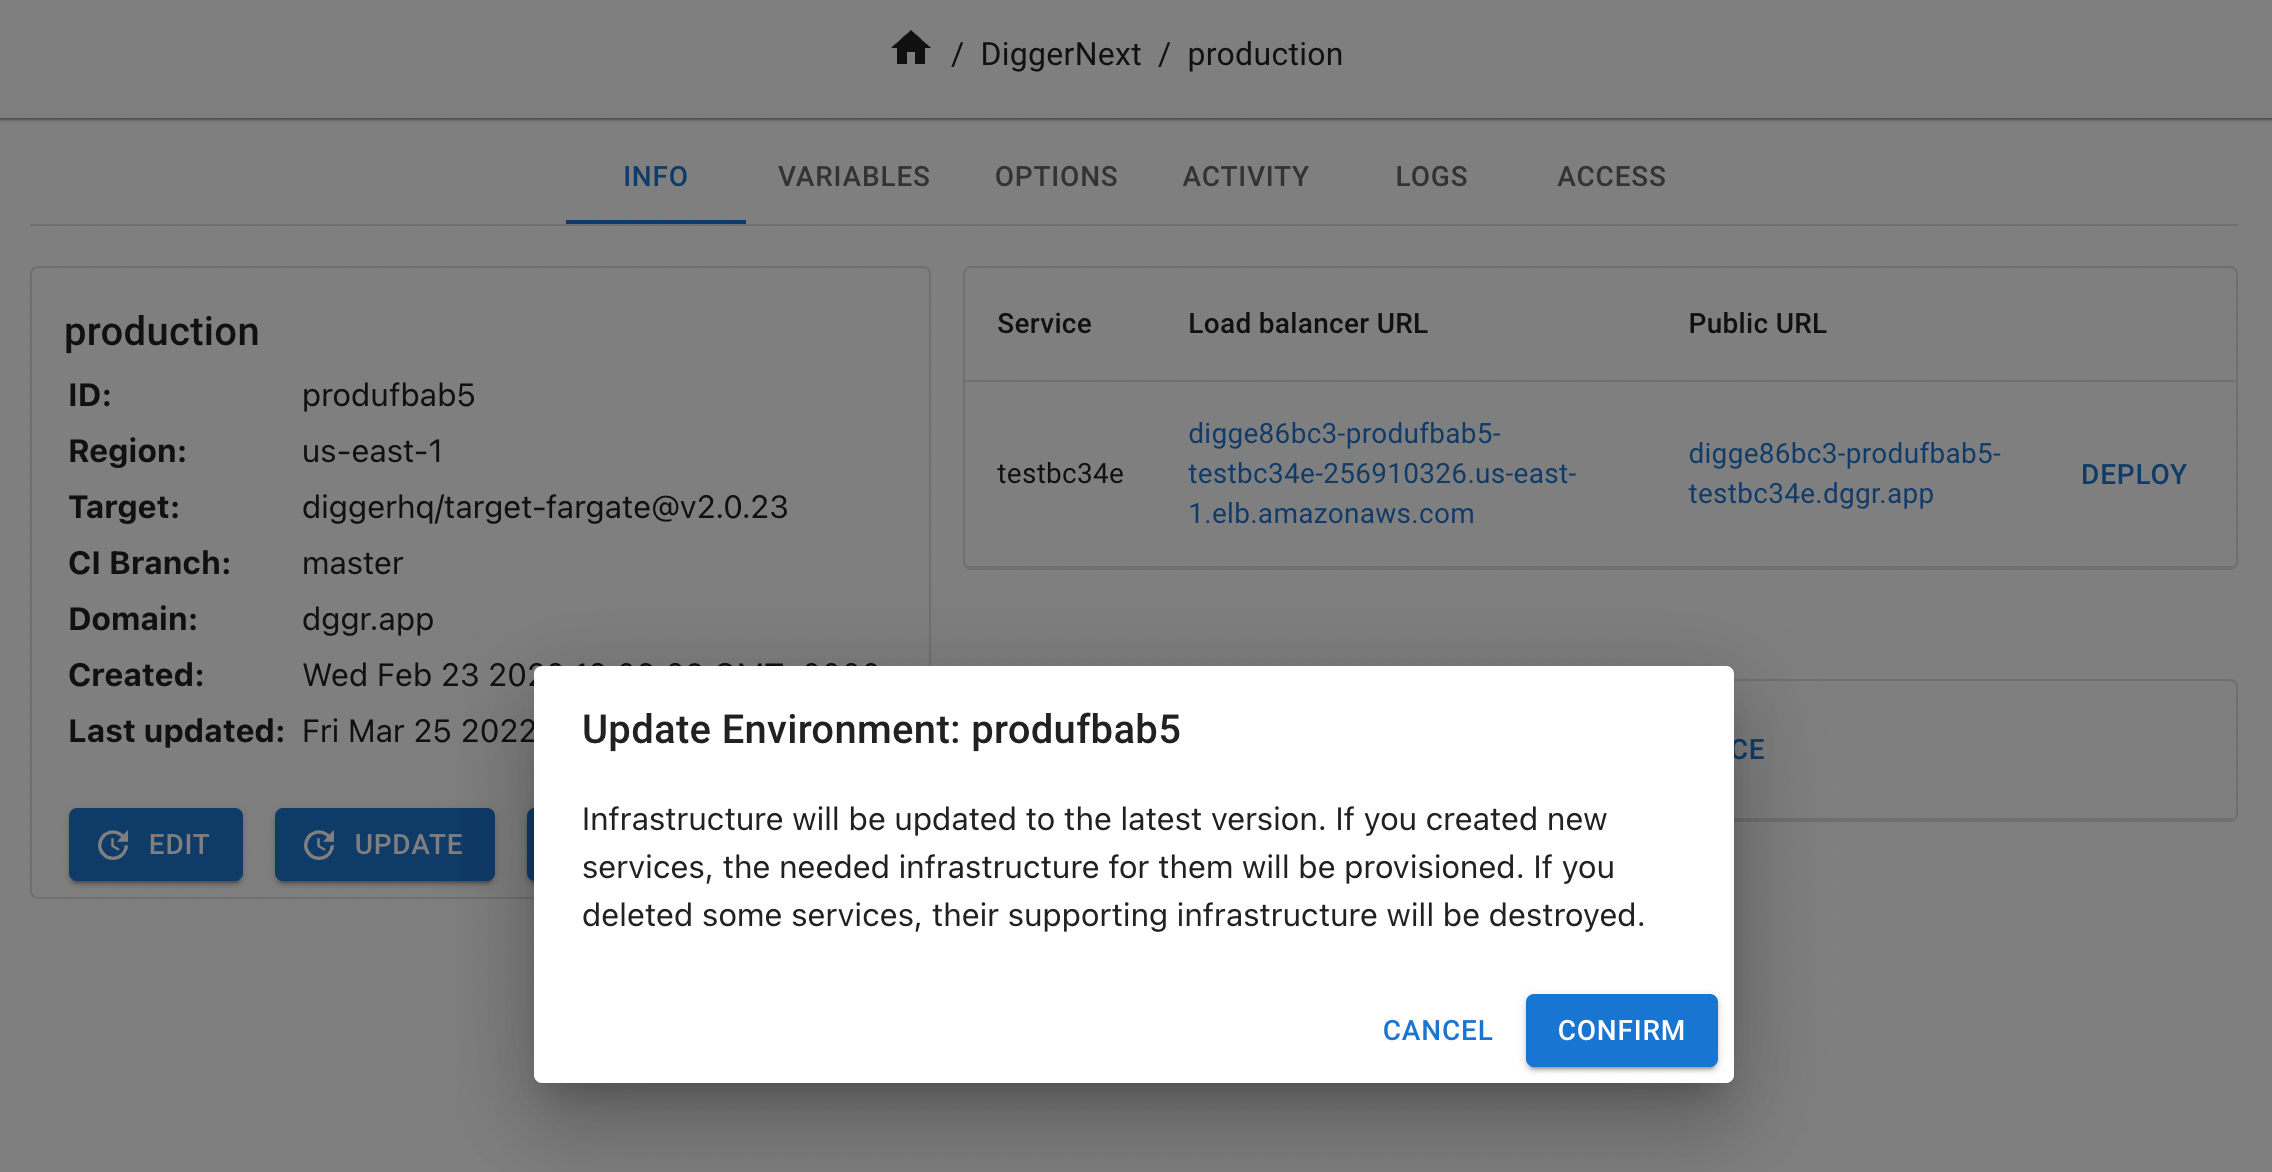 / DiggerNext / production
INFO VARIABLES OPTIONS ACTIVITY LOGS ACCESS
production
ID: produfbab5
Region: us-east-1
Target: diggerhq/target-fargate@v2.0.23
CI Branch: master
Domain: dggr.app
Created: Wed Feb 23
Last updated: Fri Mar 25 2022
EDIT UPDATE
Service Load balancer URL Public URL
testbc34e
digge86bc3-produfbab5-
testbc34e-256910326.us-east-
1.elb.amazonaws.com
digge86bc3-produfbab5-
testbc34e.dggr.app
DEPLOY
CE
Update Environment: produfbab5
Infrastructure will be updated to the latest version. If you created new
services, the needed infrastructure for them will be provisioned. If you
deleted some services, their supporting infrastructure will be destroyed.
CANCEL CONFIRM